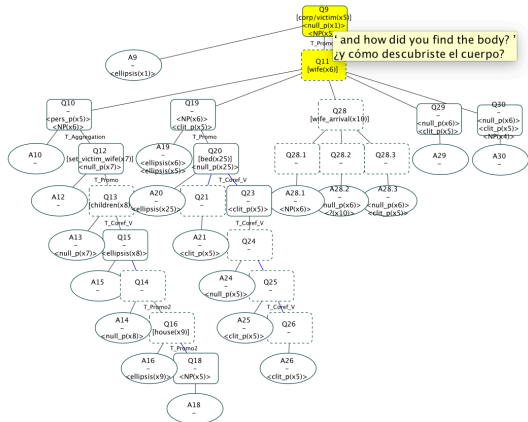 Q9
[corp/victim(x5)]
<null_p(x1)>
<NP(x5
T_Promo
' and how did you find the body? '
¿y cómo descubriste el cuerpo?
A9
–
<ellipsis(x1)>
Q11
[wife(x6)]
Q10
–
<pers_p(x5)>
<NP(x6)
T_Aggregation
Q19
–
<NP(x6)>
<clit_p(x5)>
T_Promo
Q28
[wife_arrival(x10)]
Q29
–
<null_p(x6)>
<clit_p(x5)>
Q30
–
<null_p(x6)>
<clit_p(x5)>
<NP(x4)
A10
–
Q12
[set_victim_wife(x7)]
<null_p(x7)>
T_Promo
A19
–
<ellipsis(x6)>
<ellipsis(x5)>
Q20
[bed(x25)]
<null_p(x25)>
T_Coref_V
Q28.1
–
Q28.2
–
Q28.3
–
A29
–
A30
–
A12
–
Q13
[children(x8)
T_Coref_V
A20
–
<ellipsis(x25)>
Q21
–
Q23
–
<clit_p(x5)>
T_Coref_V
A28.1
–
<NP(x6)>
A28.2
–
<null_p(x6)>
A28.3
–
<null_p(x6)>
<clit_p(x5)>
A13
–
<null_p(x7)>
Q15
–
<ellipsis(x8)>
A21
–
<clit_p(x5)>
Q24
–
A15
–
Q14
–
T_Promo2
A24
–
<null_p(x5)>
Q25
–
T_Coref_V
A14
–
<null_p(x8)>
Q16
[house(x9)]
T_Promo2
A25
–
<clit_p(x5)>
Q26
–
A16
–
<ellipsis(x9)>
Q18
–
<NP(x5)>
A26
–
<clit_p(x5)>
A18
–